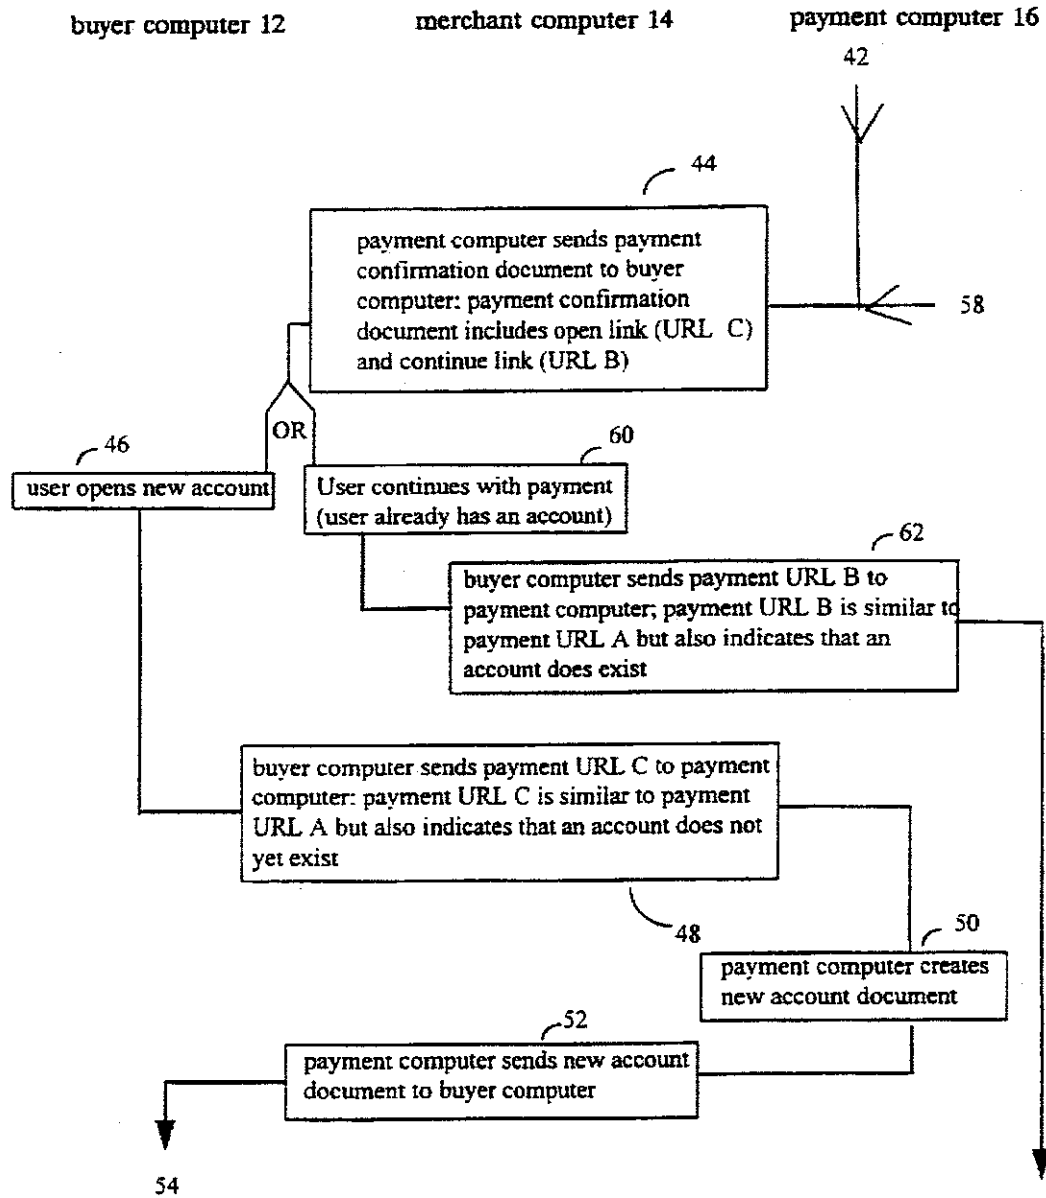 buyer computer 12 merchant computer 14 payment computer 16
42
44
payment computer sends payment
confirmation document to buyer
computer: payment confirmation
document includes open link (URL C)
and continue link (URL B)
58
OR
46
user opens new account
60
User continues with payment
(user already has an account)
62
buyer computer sends payment URL B to
payment computer; payment URL B is similar to
payment URL A but also indicates that an
account does exist
buyer computer sends payment URL C to payment
computer: payment URL C is similar to payment
URL A but also indicates that an account does not
yet exist
48
50
payment computer creates
new account document
52
payment computer sends new account
document to buyer computer
54